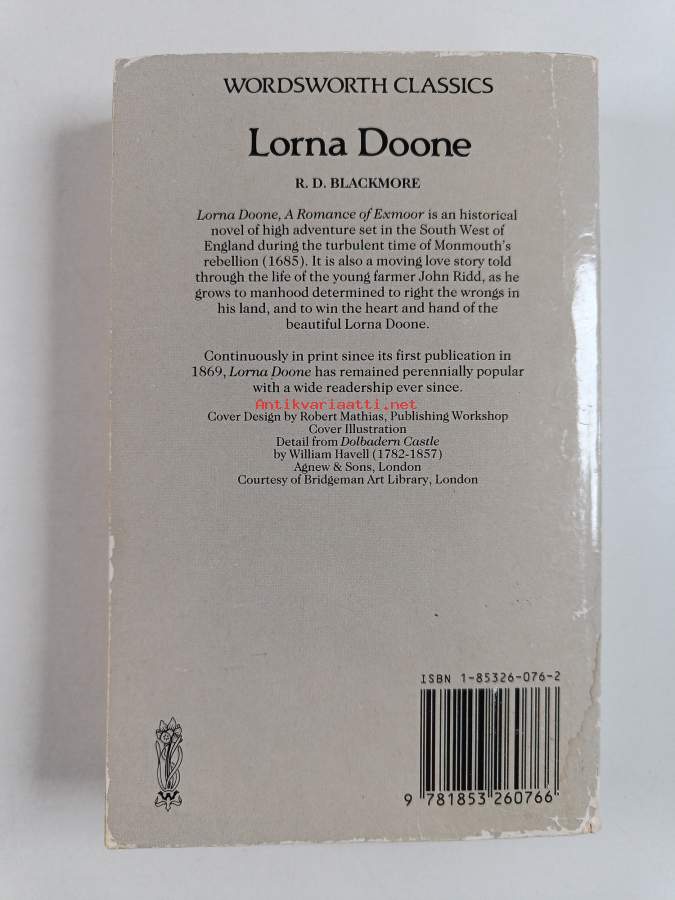 WORDSWORTH CLASSICS
Lorna Doone
R. D. BLACKMORE
Lorna Doone, A Romance of Exmoor is an historical
novel of high adventure set in the South West of
England during the turbulent time of Monmouth's
rebellion (1685). It is also a moving love story told
through the life of the young farmer John Ridd, as he
grows to manhood determined to right the wrongs in
his land, and to win the heart and hand of the
beautiful Lorna Doone.
Continuously in print since its first publication in
1869, Lorna Doone has remained perennially popular
with a wide readership ever since.
Antikvariaatti.net
Cover Design by Robert Mathias, Publishing Workshop
Cover Illustration
Detail from Dolbadern Castle
by William Havell (1782-1857)
Agnew & Sons, London
Courtesy of Bridgeman Art Library, London
ISBN 1-85326-076-2
9 781853 260766
W